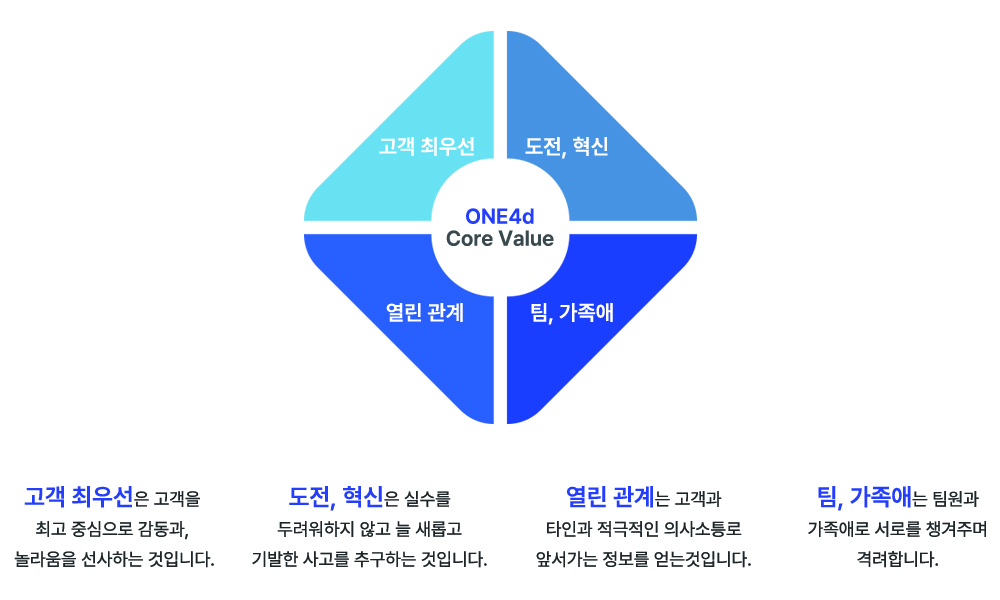 고객 최우선
도전, 혁신
ONE4d
Core Value
열린 관계
팀, 가족애
고객 최우선은 고객을
최고 중심으로 감동과,
놀라움을 선사하는 것입니다.
도전, 혁신은 실수를
두려워하지 않고 늘 새롭고
기발한 사고를 추구하는 것입니다.
열린 관계는 고객과
타인과 적극적인 의사소통로
앞서가는 정보를 얻는것입니다.
팀, 가족애는 팀원과
가족애로 서로를 챙겨주며
격려합니다.